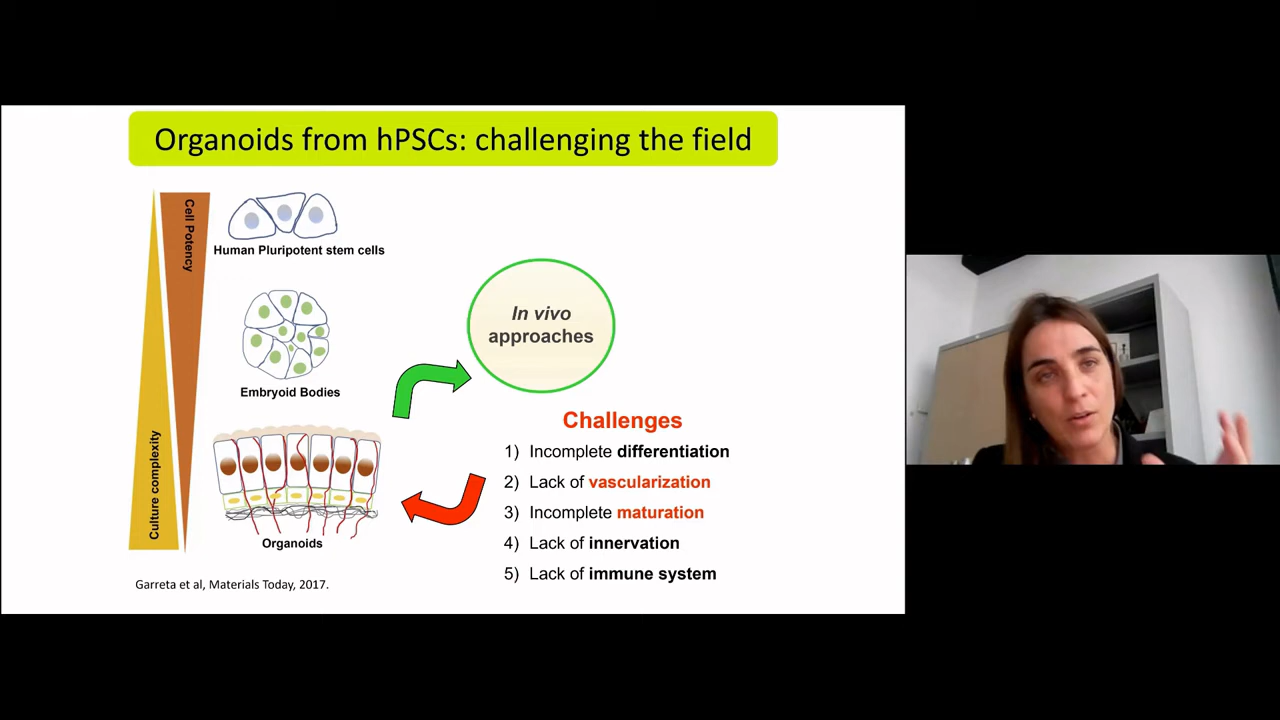 Organoids from hPSCs: challenging the field
Cell Potency
Human Pluripotent stem cells
In vivo
approaches
Embryoid Bodies
Culture complexity
Organoids
Challenges
1) Incomplete differentiation
2) Lack of vascularization
3) Incomplete maturation
4) Lack of innervation
5) Lack of immune system
Garreta et al, Materials Today, 2017.